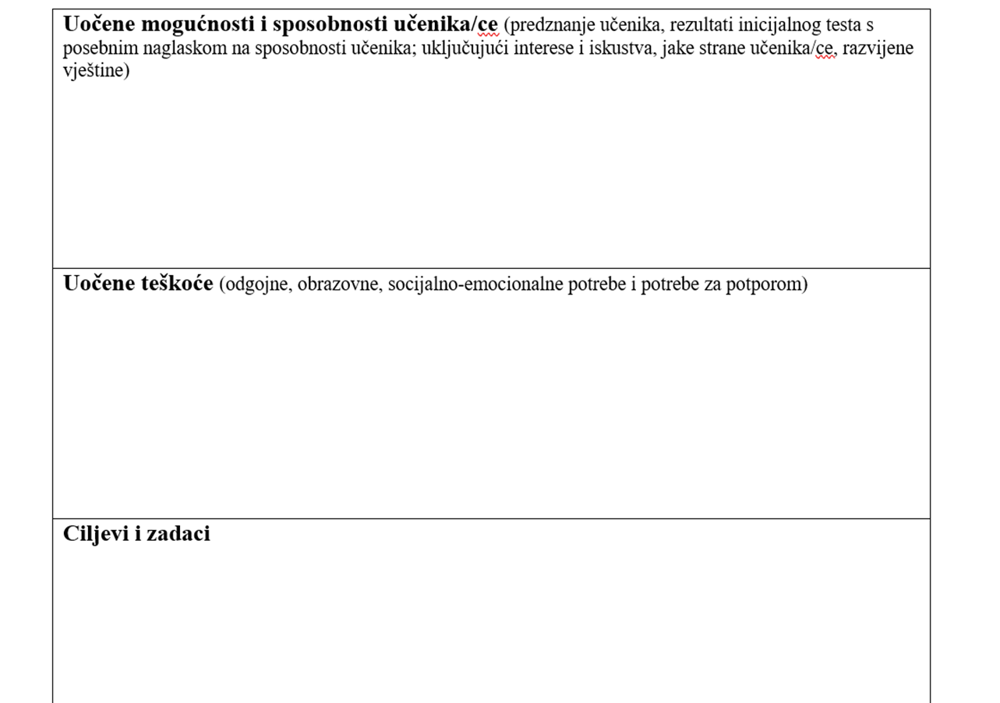 Uočene mogućnosti i sposobnosti učenika/ce (predznanje učenika, rezultati inicijalnog testa s
posebnim naglaskom na sposobnosti učenika; uključujući interese i iskustva, jake strane učenika/ce, razvijene
vještine)
Uočene teškoće (odgojne, obrazovne, socijalno-emocionalne potrebe i potrebe za potporom)
Ciljevi i zadaci